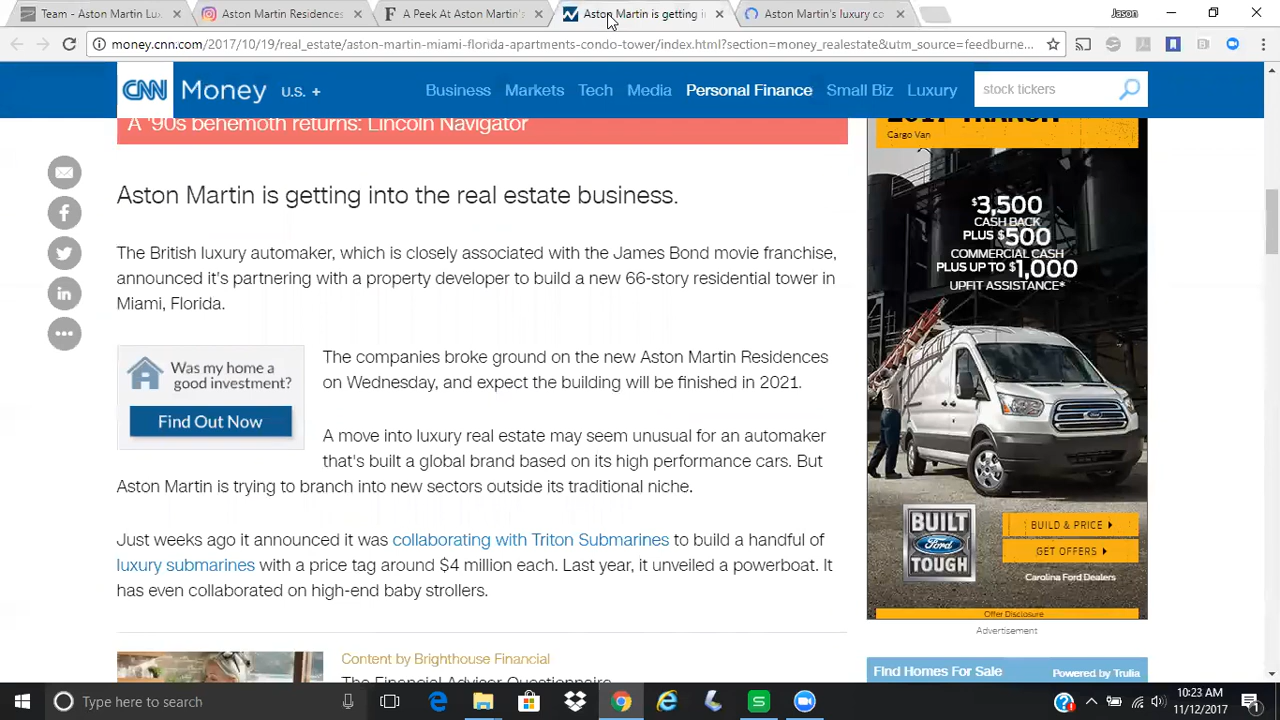 Team - Aston Martin Lux
Aston Martin Residences
A Peek At Aston Martin's
Aston Martin is getting i
Aston Martin's luxury co
Jason
money.cnn.com/2017/10/19/real_estate/aston-martin-miami-florida-apartments-condo-tower/index.html?section=money_realestate&utm_source=feedburne...
CNN Money U.S. +
Business Markets Tech Media Personal Finance Small Biz Luxury
stock tickers
A '90s behemoth returns: Lincoln Navigator
Aston Martin is getting into the real estate business.
The British luxury automaker, which is closely associated with the James Bond movie franchise,
announced it's partnering with a property developer to build a new 66-story residential tower in
Miami, Florida.
Was my home a
good investment?
Find Out Now
The companies broke ground on the new Aston Martin Residences
on Wednesday, and expect the building will be finished in 2021.
A move into luxury real estate may seem unusual for an automaker
that's built a global brand based on its high performance cars. But
Aston Martin is trying to branch into new sectors outside its traditional niche.
Just weeks ago it announced it was collaborating with Triton Submarines to build a handful of
luxury submarines with a price tag around $4 million each. Last year, it unveiled a powerboat. It
has even collaborated on high-end baby strollers.
Content by Brighthouse Financial
The Financial Advisor Questionnaire
2017 TRANSIT
Cargo Van
$3,500
CASH BACK
PLUS $500
COMMERCIAL CASH
PLUS UP TO $1,000
UPFIT ASSISTANCE*
BUILT
Ford
TOUGH
BUILD & PRICE
GET OFFERS
Carolina Ford Dealers
Offer Disclosure
Advertisement
Find Homes For Sale
Powered by Trulia
Type here to search
10:23 AM
11/12/2017